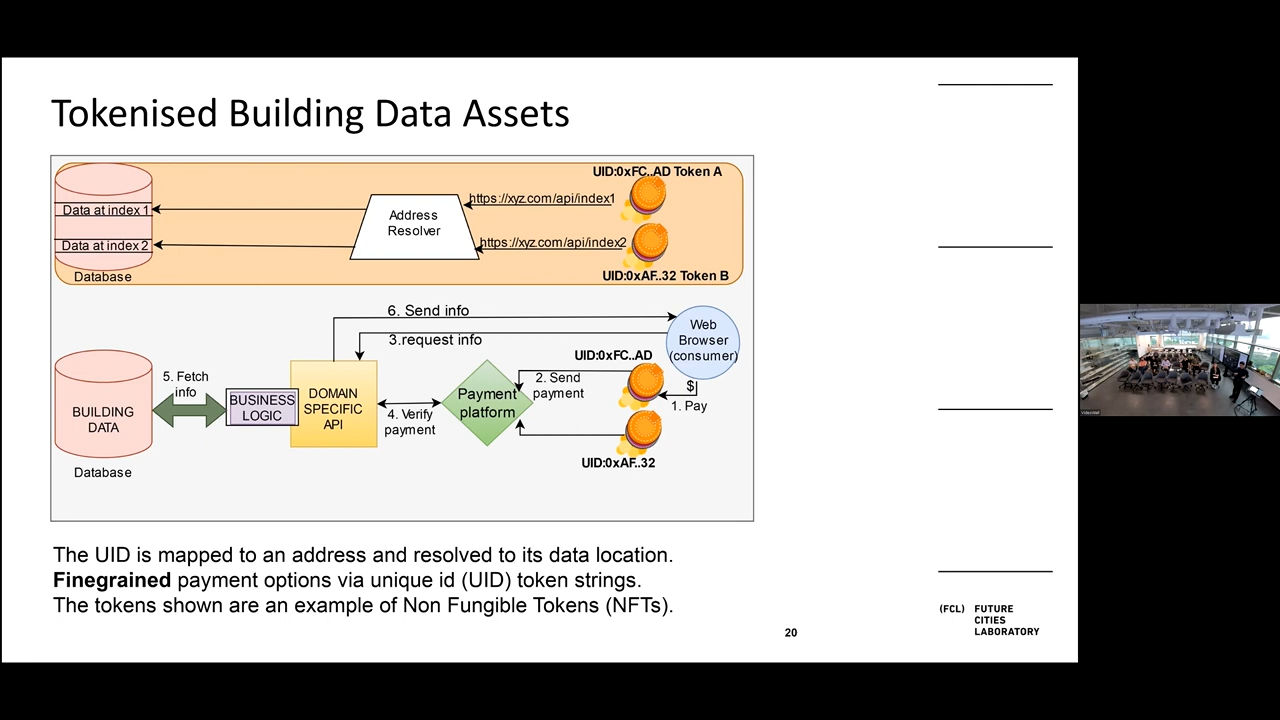 Tokenised Building Data Assets
UID:0xFC..AD Token A
https://xyz.com/api/index1
Data at index 1
Address
Resolver
https://xyz.com/api/index2
Data at index 2
UID:0xAF..32 Token B
Database
6. Send info
3.request info
Web
Browser
(consumer)
UID:0xFC..AD
2. Send
payment
$
1. Pay
5. Fetch
info
BUILDING
DATA
BUSINESS
LOGIC
DOMAIN
SPECIFIC
API
4. Verify
payment
Payment
platform
UID:0xAF..32
Database
The UID is mapped to an address and resolved to its data location.
Finegrained payment options via unique id (UID) token strings.
The tokens shown are an example of Non Fungible Tokens (NFTs).
20
(FCL) FUTURE
CITIES
LABORATORY